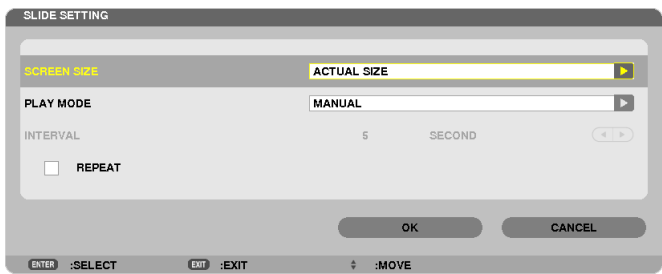 SLIDE SETTING
SCREEN SIZE ACTUAL SIZE
PLAY MODE MANUAL
INTERVAL 5 SECOND
REPEAT
OK CANCEL
ENTER :SELECT EXIT :EXIT :MOVE